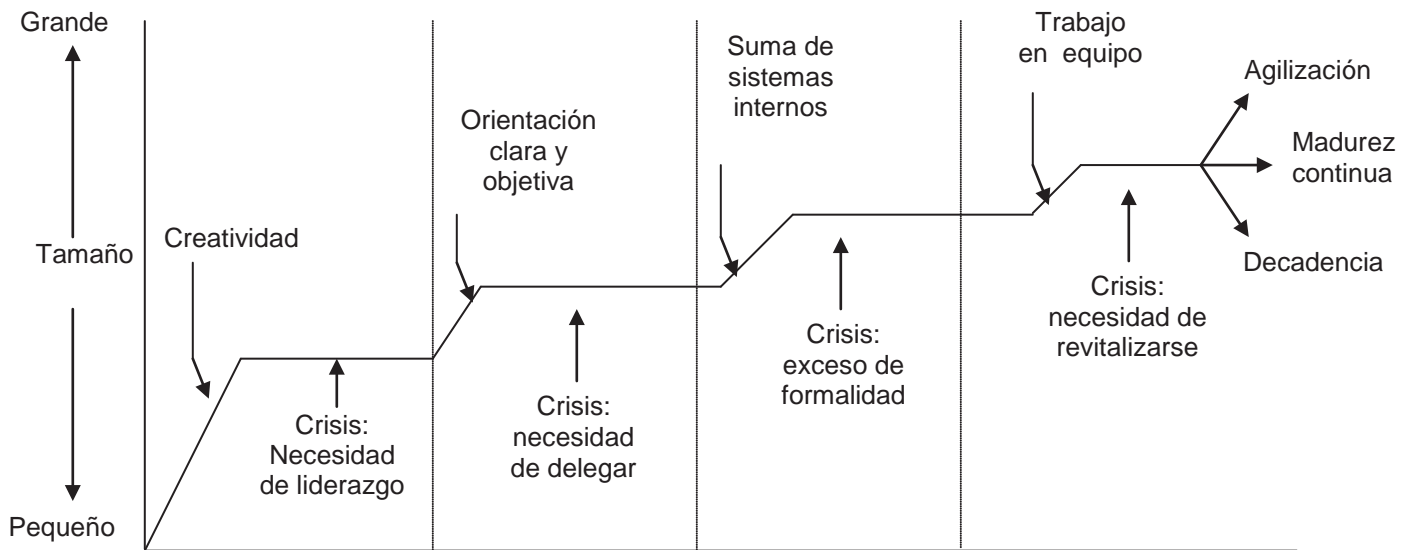 Grande
Tamaño
Pequeño
Creatividad
Crisis:
Necesidad
de liderazgo
Orientación
clara y
objetiva
Crisis:
necesidad
de delegar
Suma de
sistemas
internos
Crisis:
exceso de
formalidad
Trabajo
en equipo
Crisis:
necesidad de
revitalizarse
Agilización
Madurez
continua
Decadencia